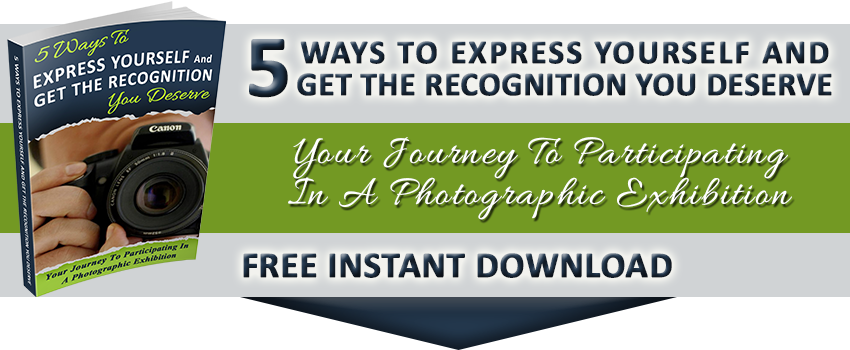 5 Ways To
EXPRESS YOURSELF And
GET THE RECOGNITION
You Deserve
5 WAYS TO EXPRESS YOURSELF AND GET THE RECOGNITION YOU DESERVE
Canon
Your Journey To Participating In
A Photographic Exhibition
5 WAYS TO EXPRESS YOURSELF AND
GET THE RECOGNITION YOU DESERVE
Your Journey To Participating
In A Photographic Exhibition
FREE INSTANT DOWNLOAD